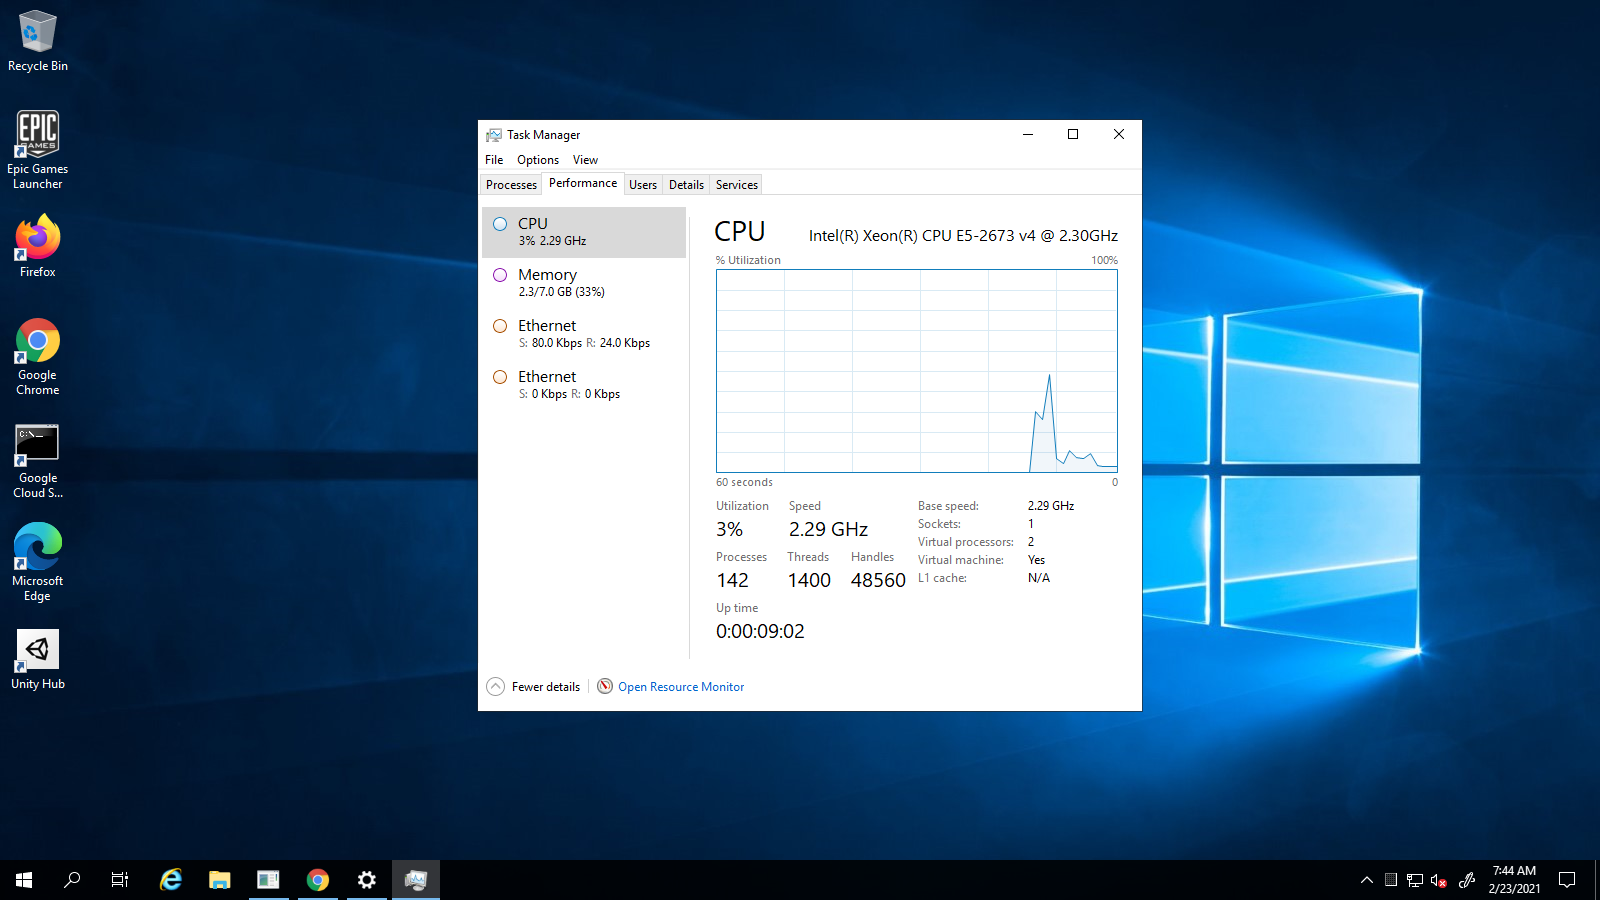 Recycle Bin
EPIC
GAMES
Epic Games
Launcher
Firefox
Google
Chrome
C:\>_
Google
Cloud S...
Microsoft
Edge
Unity Hub
Task Manager
File Options View
Processes Performance Users Details Services
CPU
3% 2.29 GHz
Memory
2.3/7.0 GB (33%)
Ethernet
S: 80.0 Kbps R: 24.0 Kbps
Ethernet
S: 0 Kbps R: 0 Kbps
CPU Intel(R) Xeon(R) CPU E5-2673 v4 @ 2.30GHz
% Utilization 100%
60 seconds 0
Utilization Speed
3% 2.29 GHz
Processes Threads Handles
142 1400 48560
Up time
0:00:09:02
Base speed: 2.29 GHz
Sockets: 1
Virtual processors: 2
Virtual machine: Yes
L1 cache: N/A
Fewer details Open Resource Monitor
7:44 AM
2/23/2021